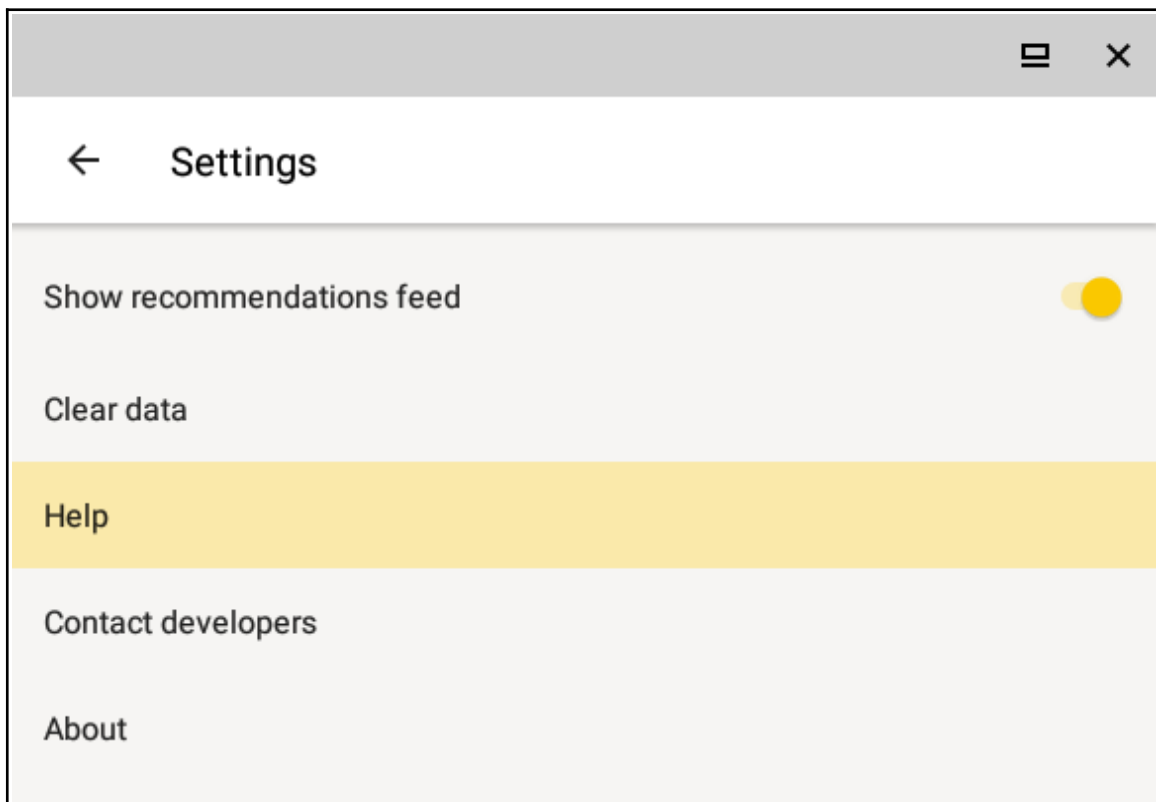 Settings
Show recommendations feed
Clear data
Help
Contact developers
About